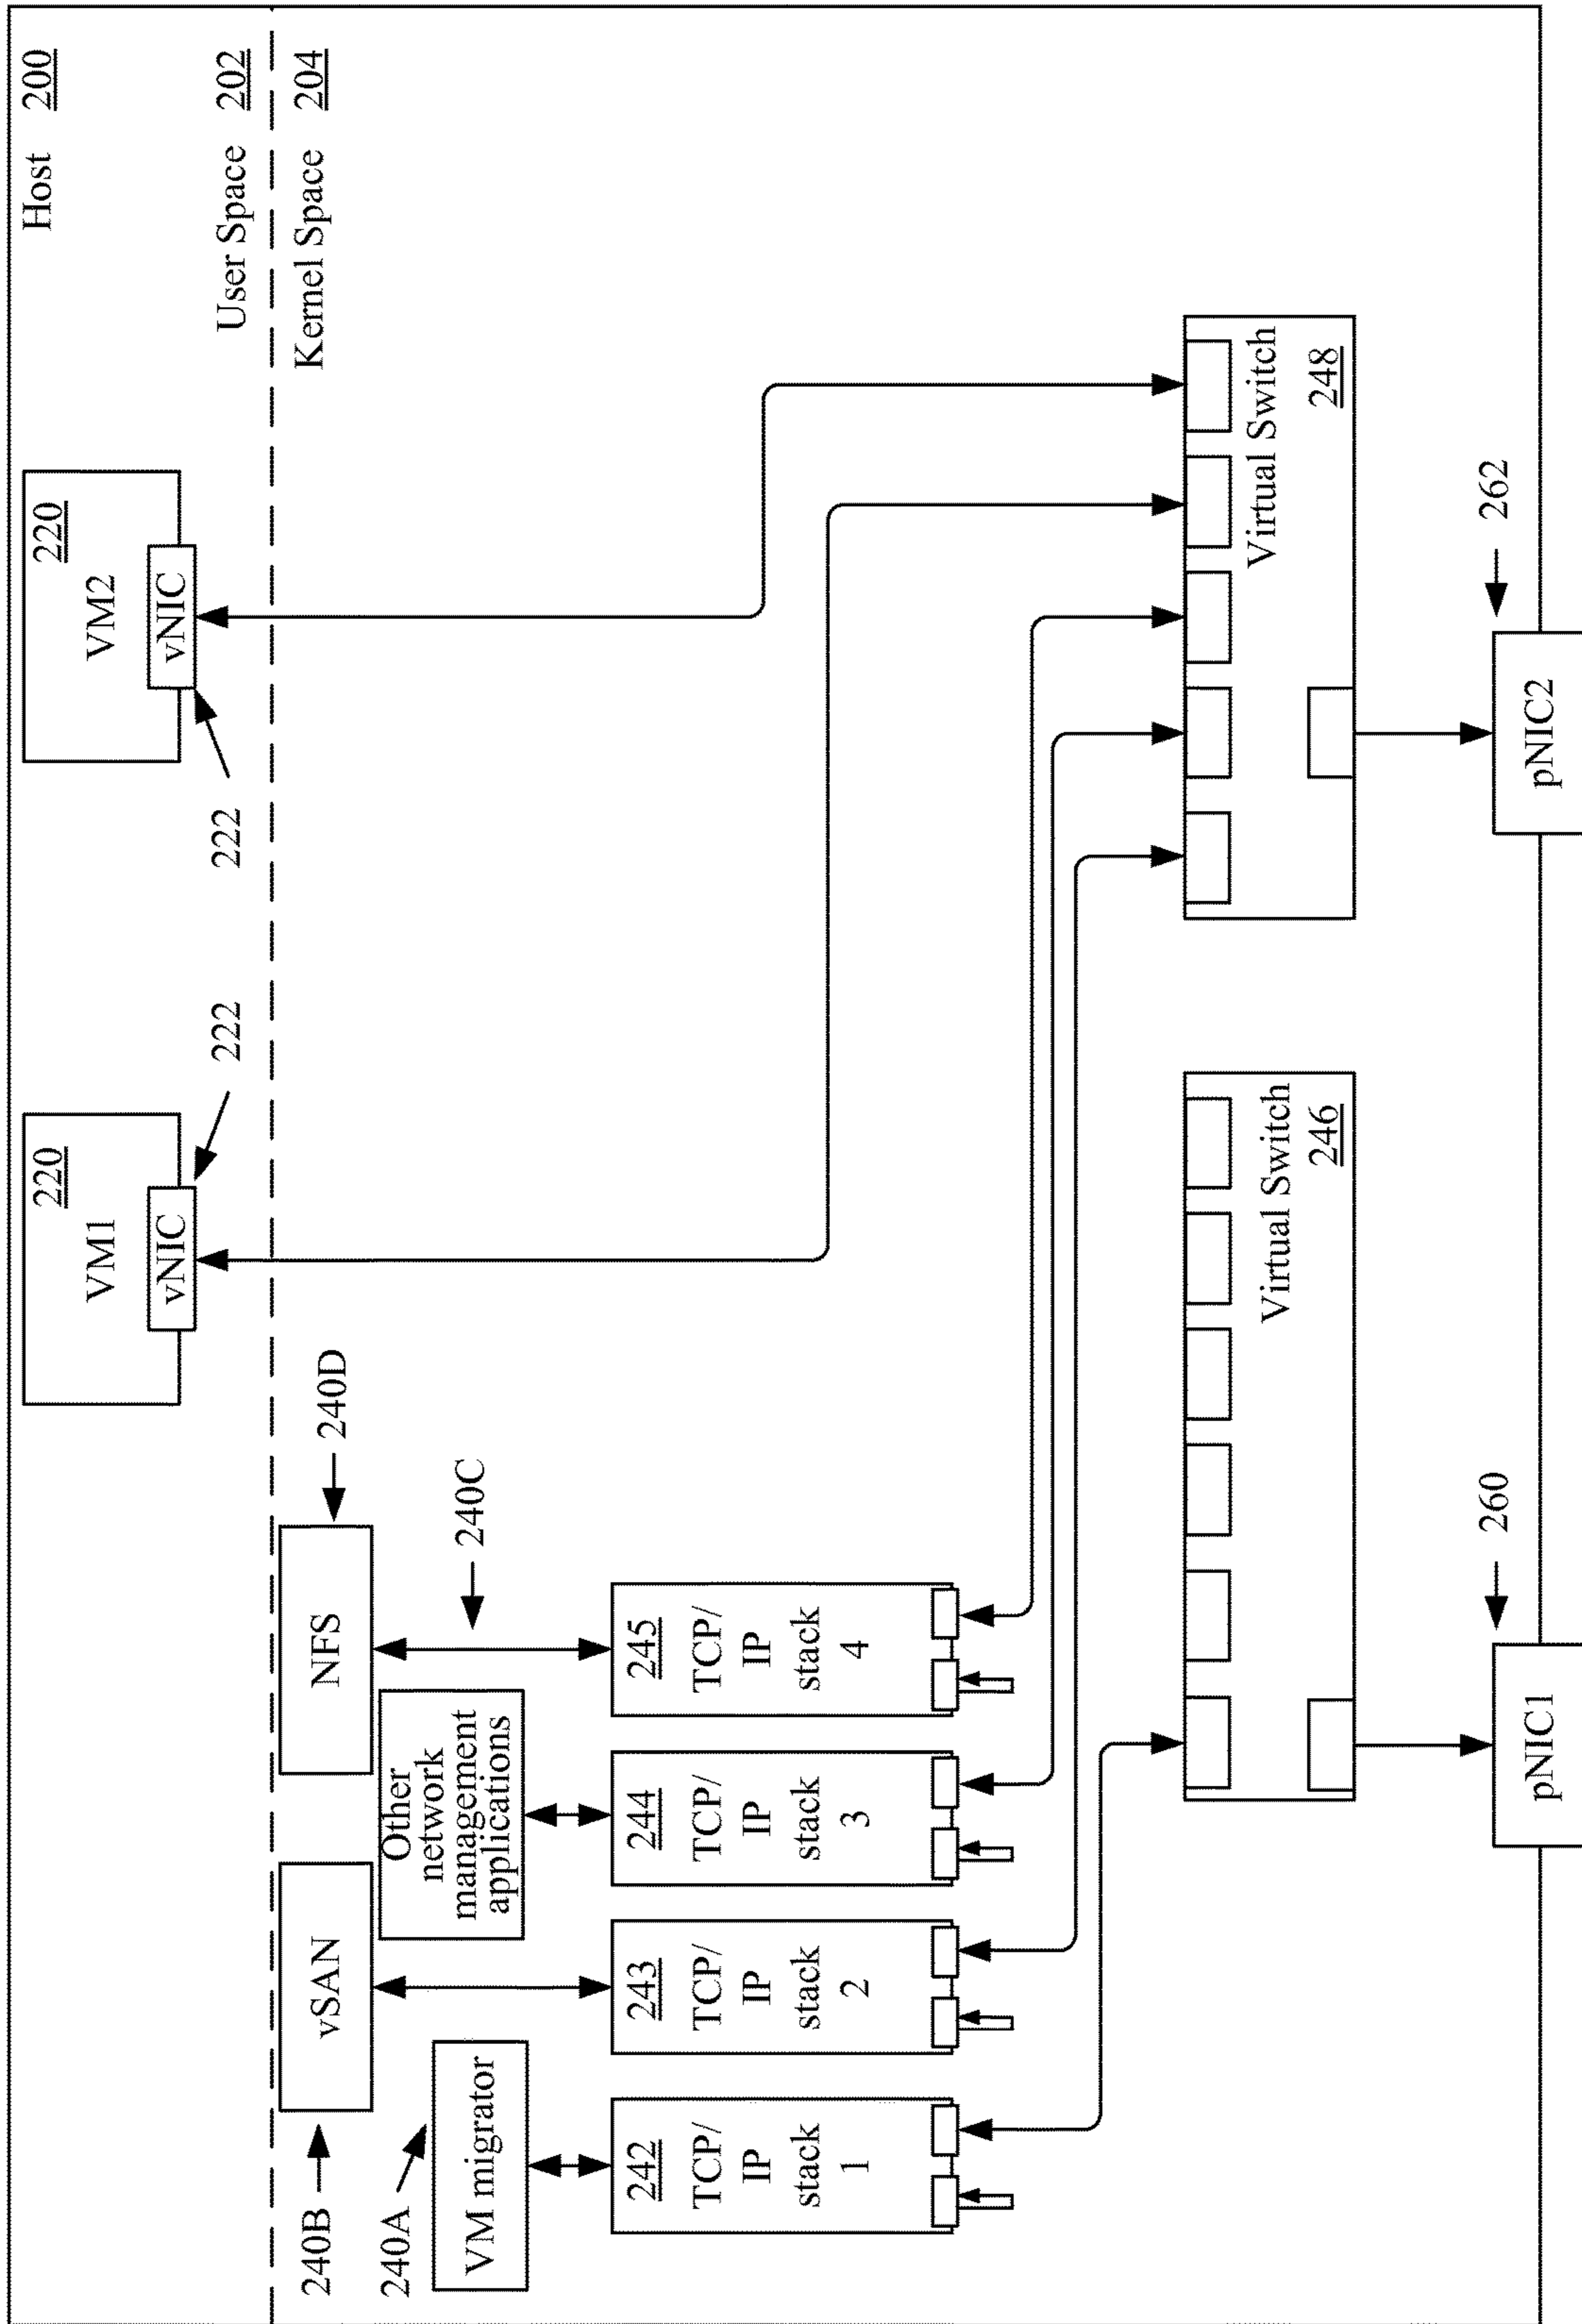 Host 200
User Space 202
Kernel Space 204
220
VM1
vNIC
222
220
VM2
vNIC
222
240B
vSAN
NFS
240D
240A
VM migrator
Other
network
management
applications
240C
242
TCP/
IP
stack
1
243
TCP/
IP
stack
2
244
TCP/
IP
stack
3
245
TCP/
IP
stack
4
Virtual Switch
246
Virtual Switch
248
260
pNIC1
262
pNIC2